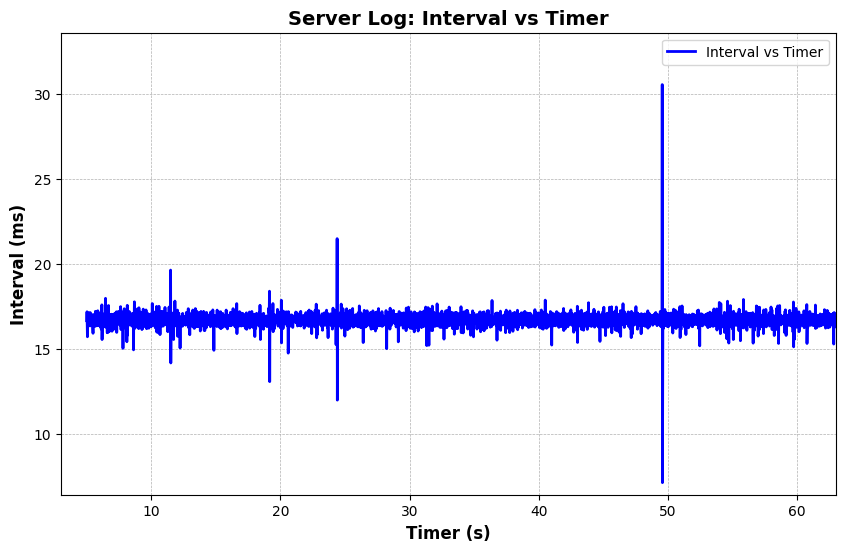 Server Log: Interval vs Timer
Interval vs Timer
30
25
20
15
10
Interval (ms)
10 20 30 40 50 60
Timer (s)